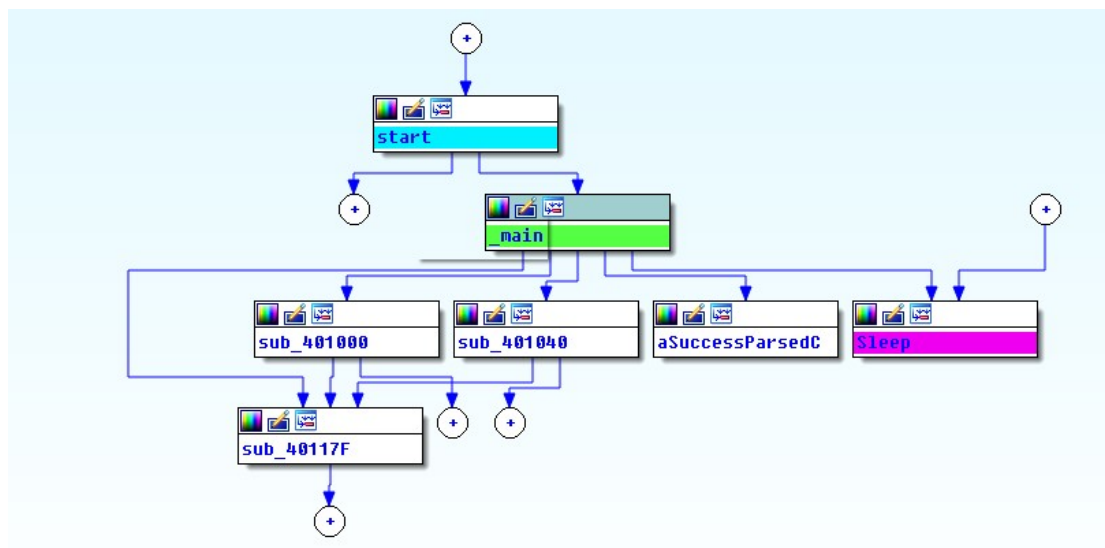 +
start
+
_main
+
sub_401000
sub_401040
aSuccessParsedC
Sleep
+
+
sub_40117F
+